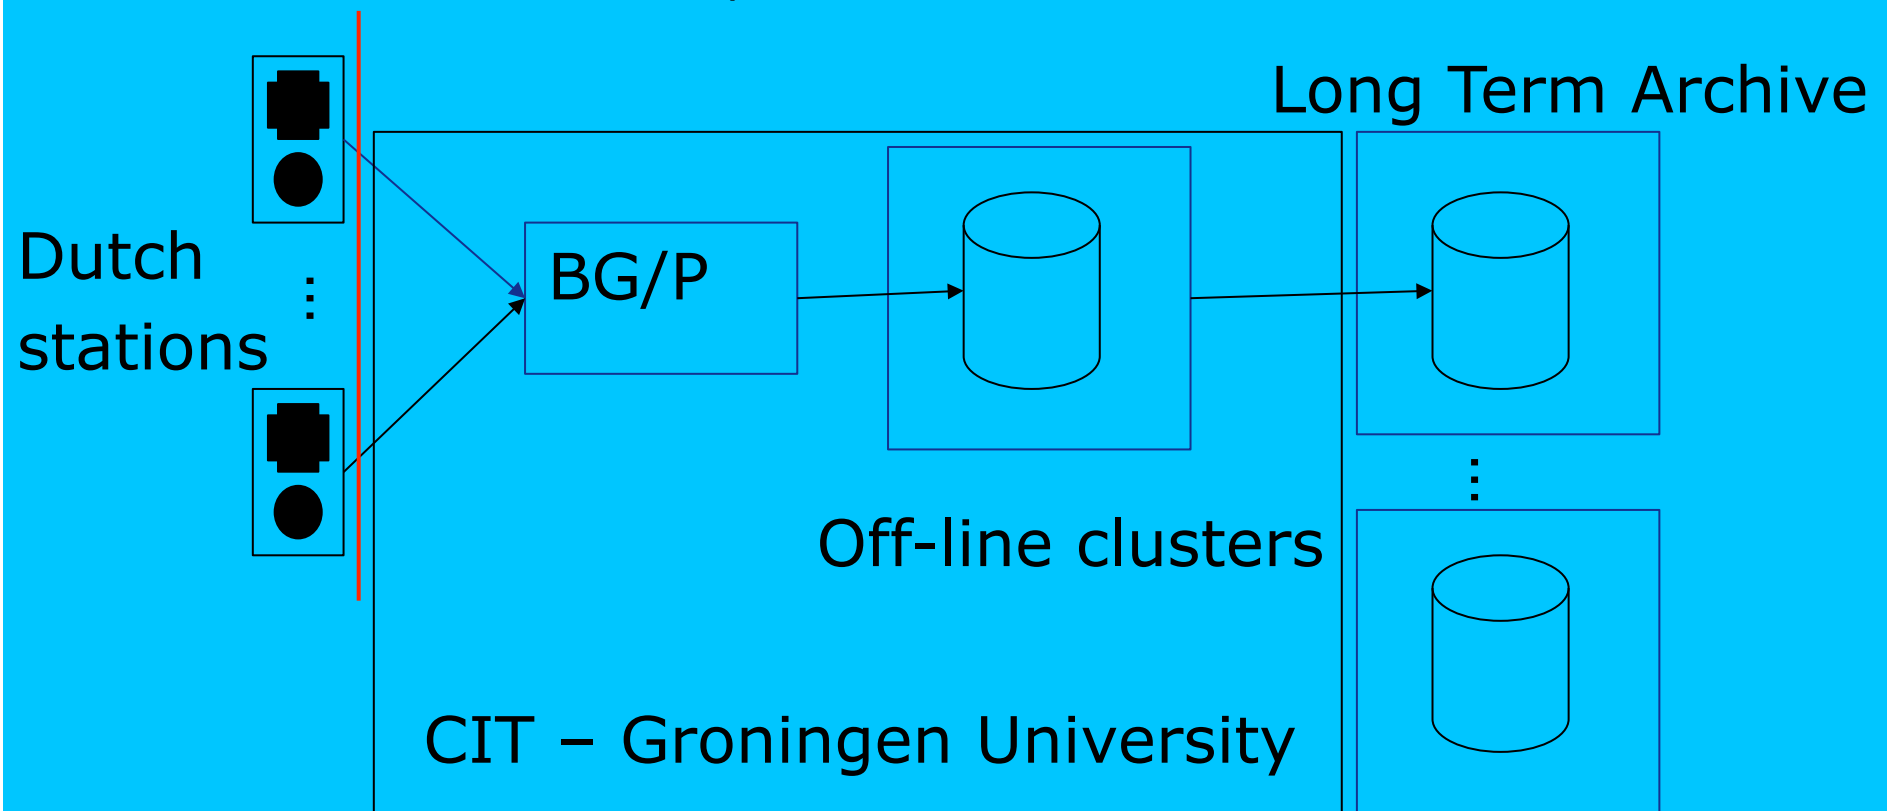 Long Term Archive
Dutch
stations
BG/P
Off-line clusters
CIT – Groningen University